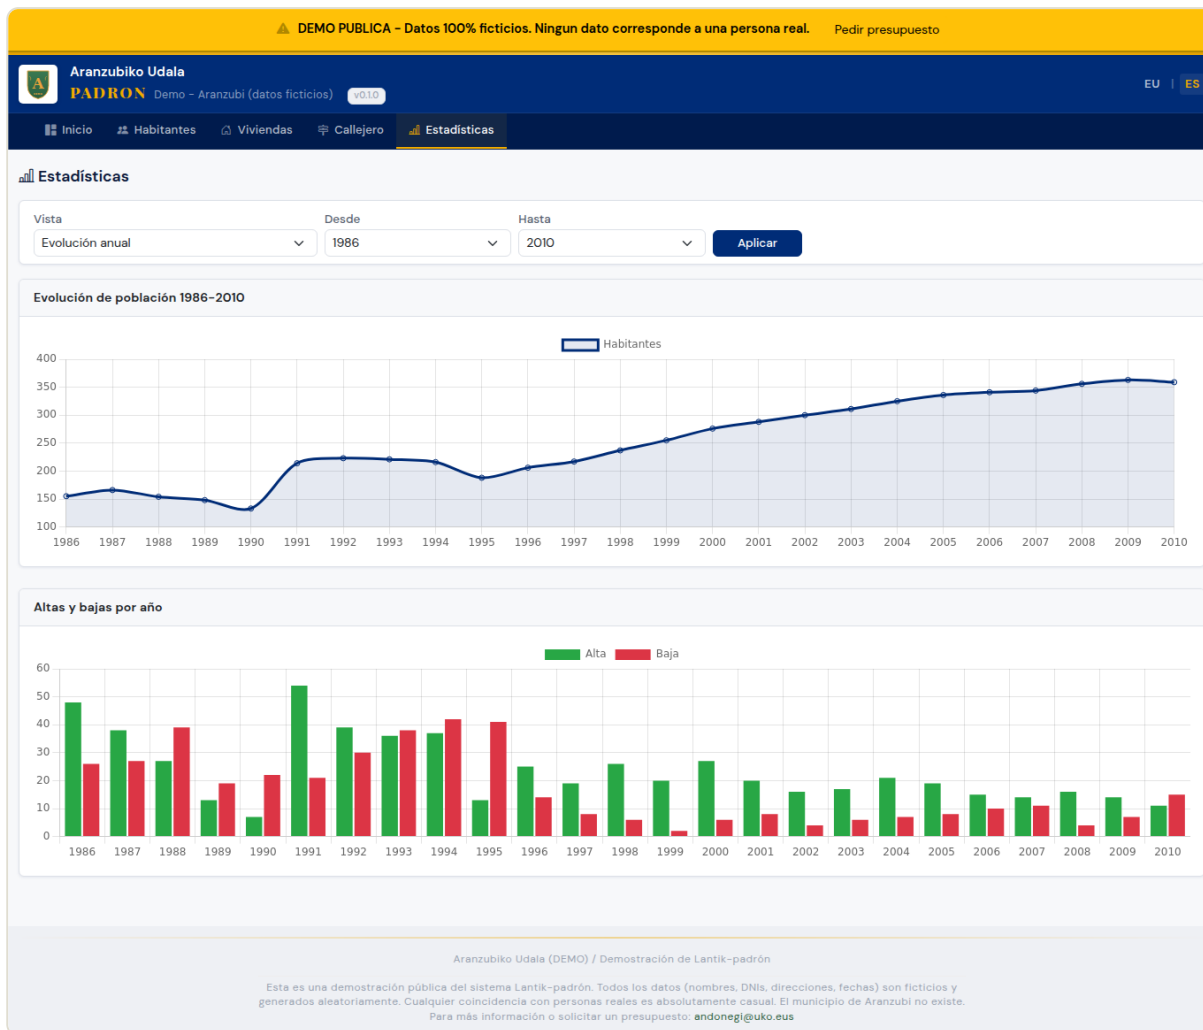 DEMO PUBLICA - Datos 100% ficticios. Ningun dato corresponde a una persona real. Pedir presupuesto
Aranzubiko Udala
PADRON Demo - Aranzubi (datos ficticios) v0.1.0
EU | ES
Inicio Habitantes Viviendas Callejero Estadísticas
Estadísticas
Vista Desde Hasta
Evolución anual 1986 2010 Aplicar
Evolución de población 1986-2010
Habitantes
400
350
300
250
200
150
100
1986 1987 1988 1989 1990 1991 1992 1993 1994 1995 1996 1997 1998 1999 2000 2001 2002 2003 2004 2005 2006 2007 2008 2009 2010
Altas y bajas por año
Alta Baja
60
50
40
30
20
10
0
1986 1987 1988 1989 1990 1991 1992 1993 1994 1995 1996 1997 1998 1999 2000 2001 2002 2003 2004 2005 2006 2007 2008 2009 2010
Aranzubiko Udala (DEMO) / Demostración de Lantik-padrón
Esta es una demostración pública del sistema Lantik-padrón. Todos los datos (nombres, DNIs, direcciones, fechas) son ficticios y
generados aleatoriamente. Cualquier coincidencia con personas reales es absolutamente casual. El municipio de Aranzubi no existe.
Para más información o solicitar un presupuesto: andonegi@uko.eus